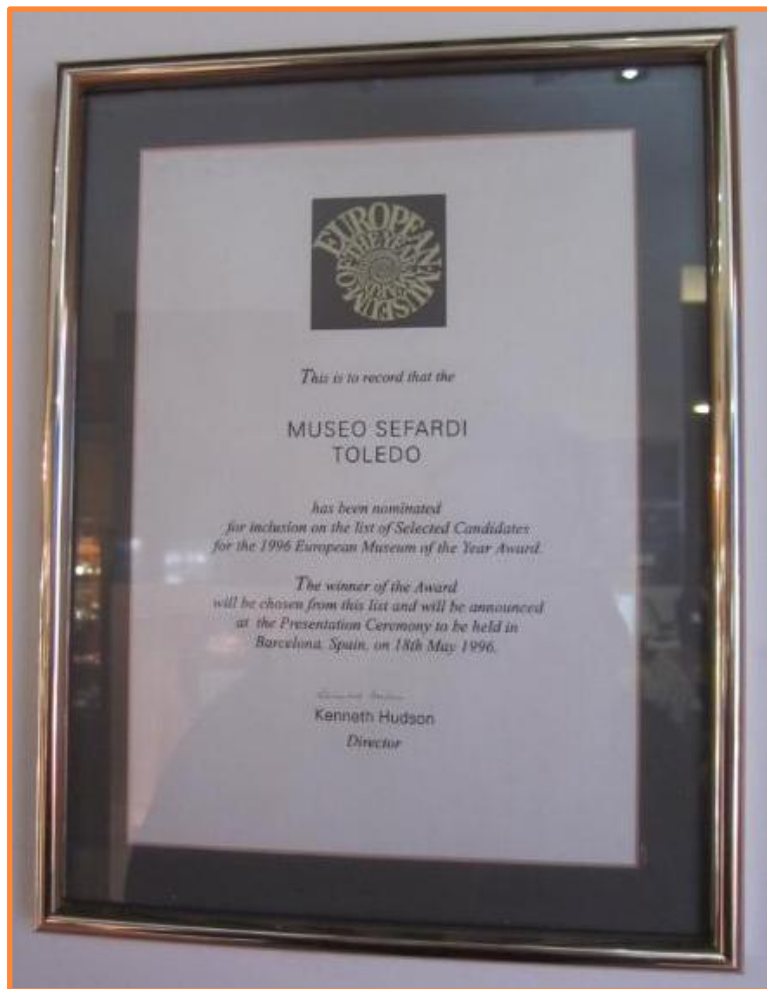 EUROPEAN MUSEUM OF THE YEAR AWARD
This is to record that the
MUSEO SEFARDI
TOLEDO
has been nominated
for inclusion on the list of Selected Candidates
for the 1996 European Museum of the Year Award.
The winner of the Award
will be chosen from this list and will be announced
at the Presentation Ceremony to be held in
Barcelona, Spain, on 18th May 1996.
Kenneth Hudson
Director